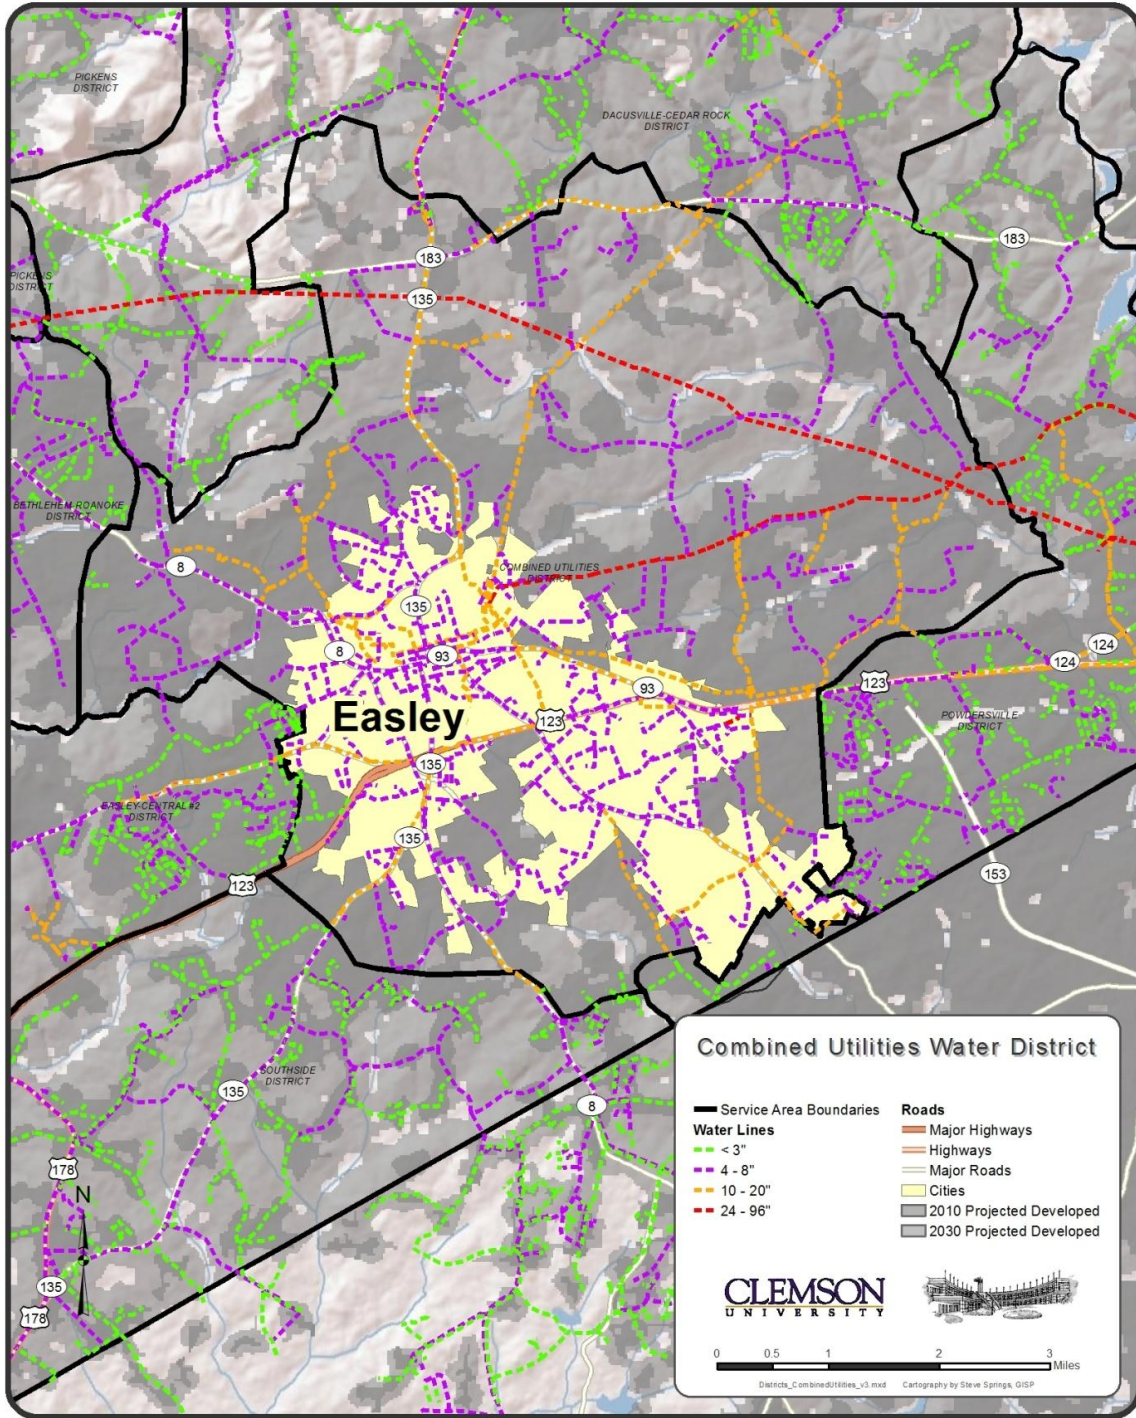 PICKENS
DISTRICT
DACUSVILLE-CEDAR ROCK
DISTRICT
183
183
PICKENS
DISTRICT
135
BETHLEHEM-ROANOKE
DISTRICT
8
COMBINED UTILITIES
DISTRICT
135
8
93
124
124
123
93
Easley
123
POWDERSVILLE
DISTRICT
135
EASLEY-CENTRAL #2
DISTRICT
135
123
153
SOUTHSIDE
DISTRICT
135
8
178
N
135
178
Combined Utilities Water District
Service Area Boundaries
Water Lines
< 3"
4 - 8"
10 - 20"
24 - 96"
Roads
Major Highways
Highways
Major Roads
Cities
2010 Projected Developed
2030 Projected Developed
CLEMSON
UNIVERSITY
0 0.5 1 2 3
Miles
Districts_CombinedUtilities_v3.mxd Cartography by Steve Springs, GISP